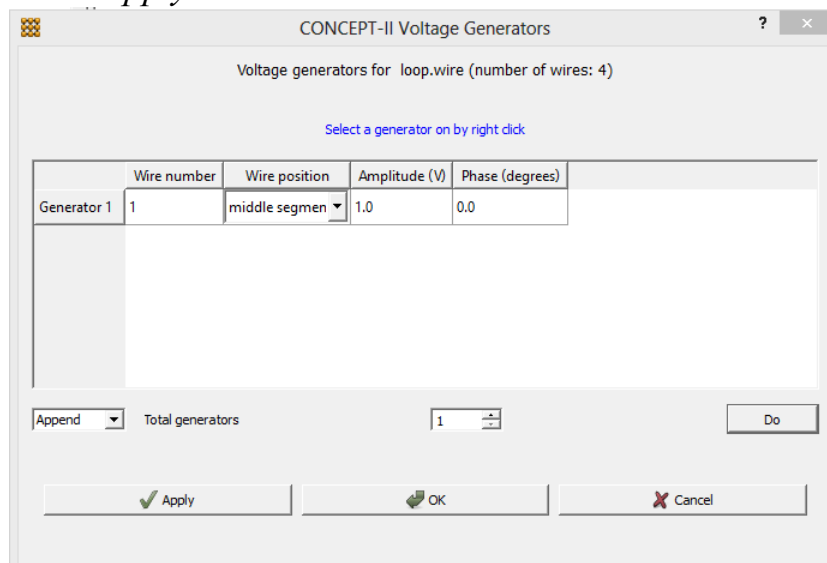 CONCEPT-II Voltage Generators ?
Voltage generators for loop.wire (number of wires: 4)
Select a generator on by right click
Wire number Wire position Amplitude (V) Phase (degrees)
Generator 1 1 middle segmen 1.0 0.0
Append Total generators 1 Do
Apply OK Cancel